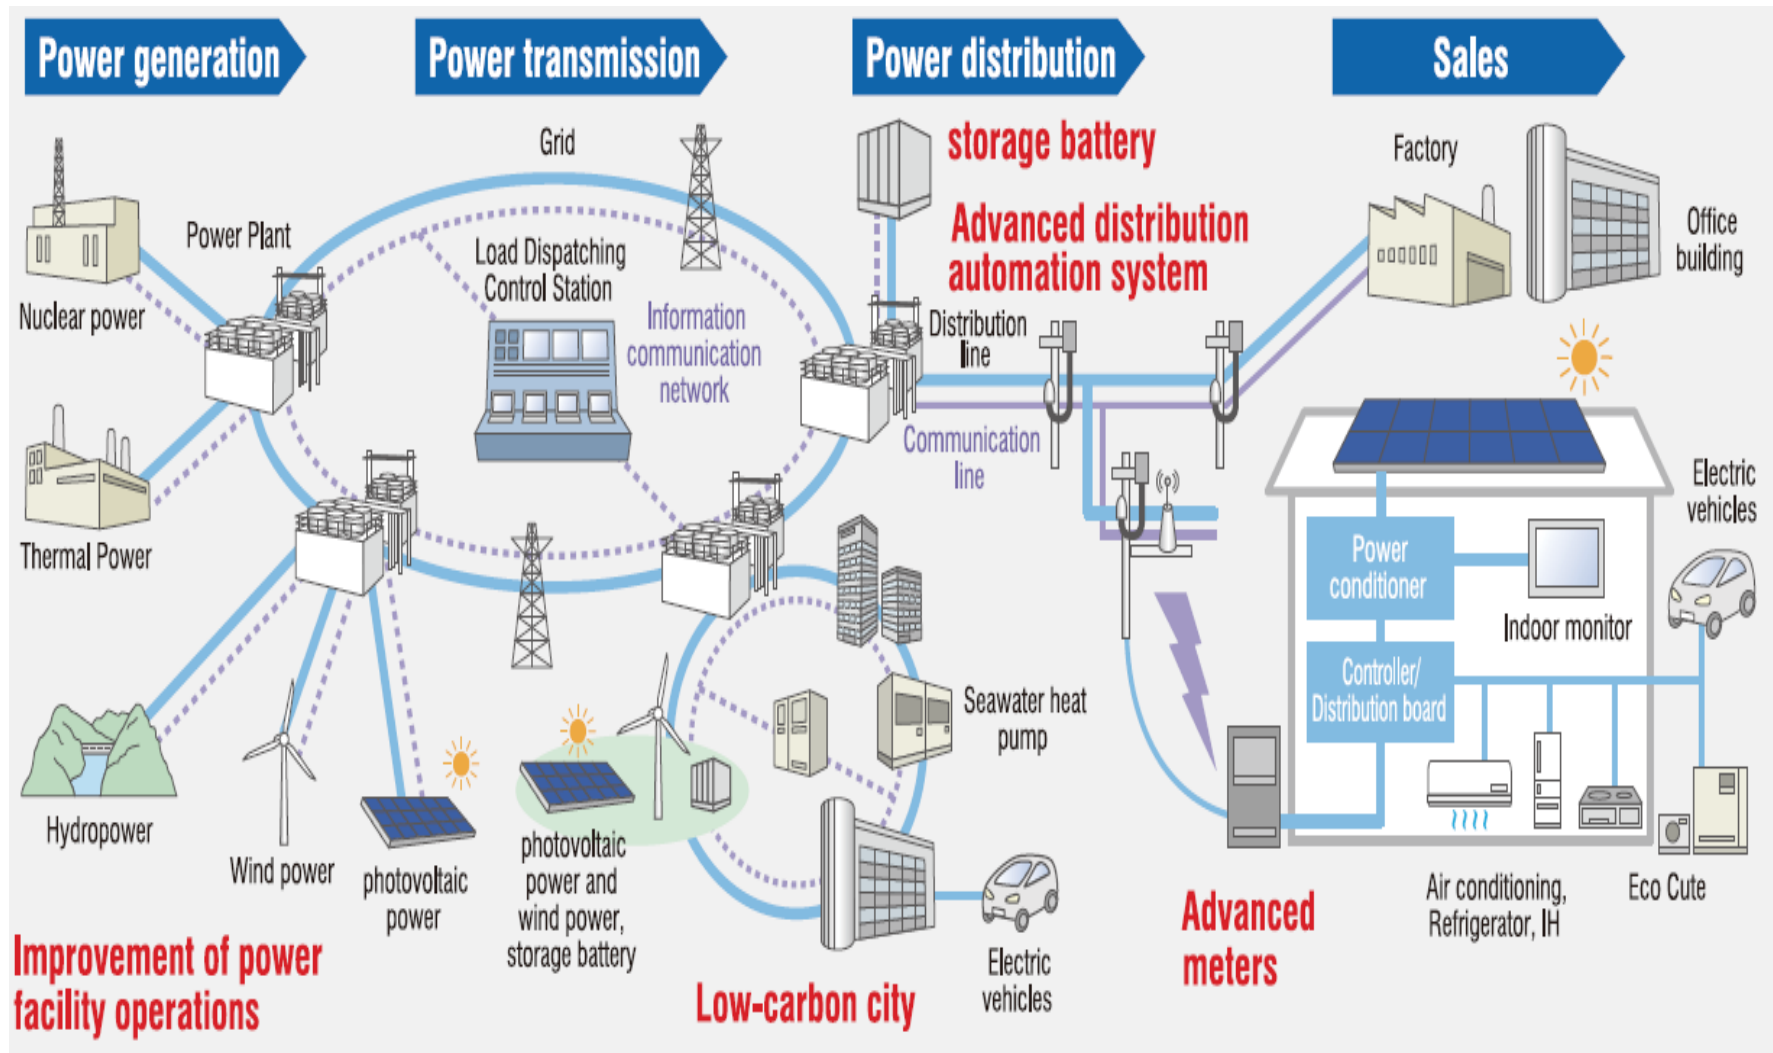 Power generation
Power transmission
Power distribution
Sales
Grid
storage battery
Factory
Power Plant
Load Dispatching
Control Station
Advanced distribution
automation system
Office
building
Nuclear power
Information
communication
network
Distribution
line
Communication
line
Electric
vehicles
Thermal Power
Power
conditioner
Indoor monitor
Controller/
Distribution board
Seawater heat
pump
Hydropower
Wind power
photovoltaic
power
photovoltaic
power and
wind power,
storage battery
Electric
vehicles
Air conditioning,
Refrigerator, IH
Eco Cute
Advanced
meters
Improvement of power
facility operations
Low-carbon city